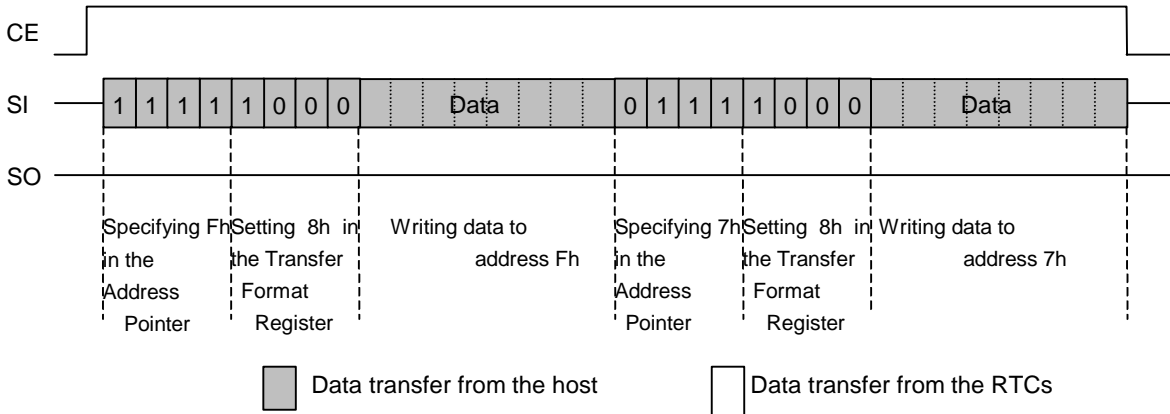 CE
SI 1 1 1 1 1 0 0 0 Data 0 1 1 1 1 0 0 0 Data
SO
Specifying Fh Setting 8h in Writing data to Specifying 7h Setting 8h in Writing data to
in the the Transfer address Fh in the the Transfer address 7h
Address Format Address Format
Pointer Register Pointer Register
Data transfer from the host Data transfer from the RTCs